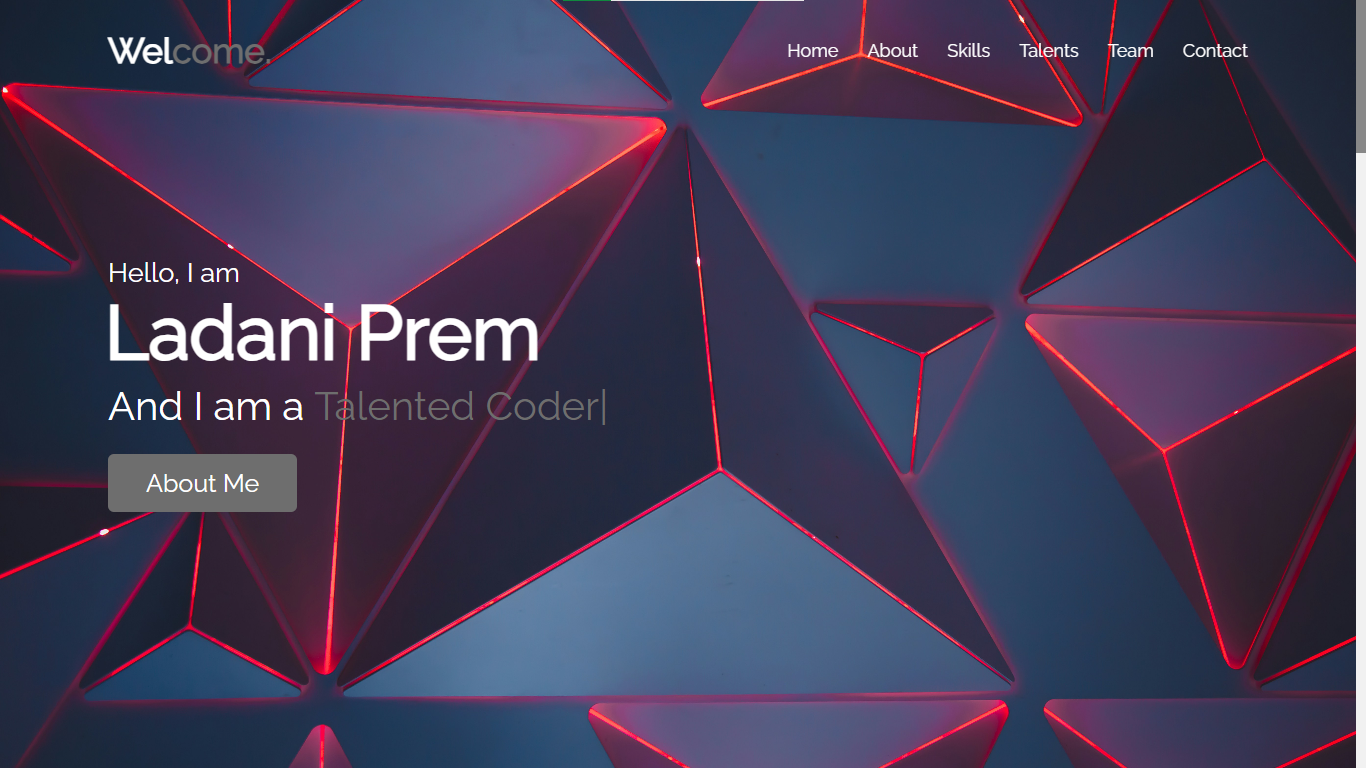 Welcome.
Home About Skills Talents Team Contact
Hello, I am
Ladani Prem
And I am a Talented Coder|
About Me